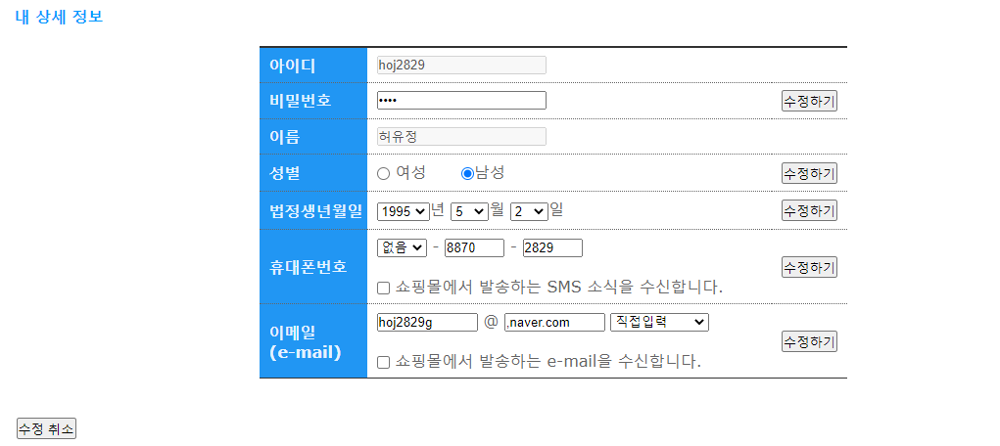 내 상세 정보
아이디 hoj2829
비밀번호 •••• 수정하기
이름 허유정
성별 여성 남성 수정하기
법정생년월일 1995 년 5 월 2 일 수정하기
휴대폰번호 없음 - 8870 - 2829 수정하기
쇼핑몰에서 발송하는 SMS 소식을 수신합니다.
이메일 (e-mail) hoj2829g @ ,naver.com 직접입력 수정하기
쇼핑몰에서 발송하는 e-mail을 수신합니다.
수정 취소